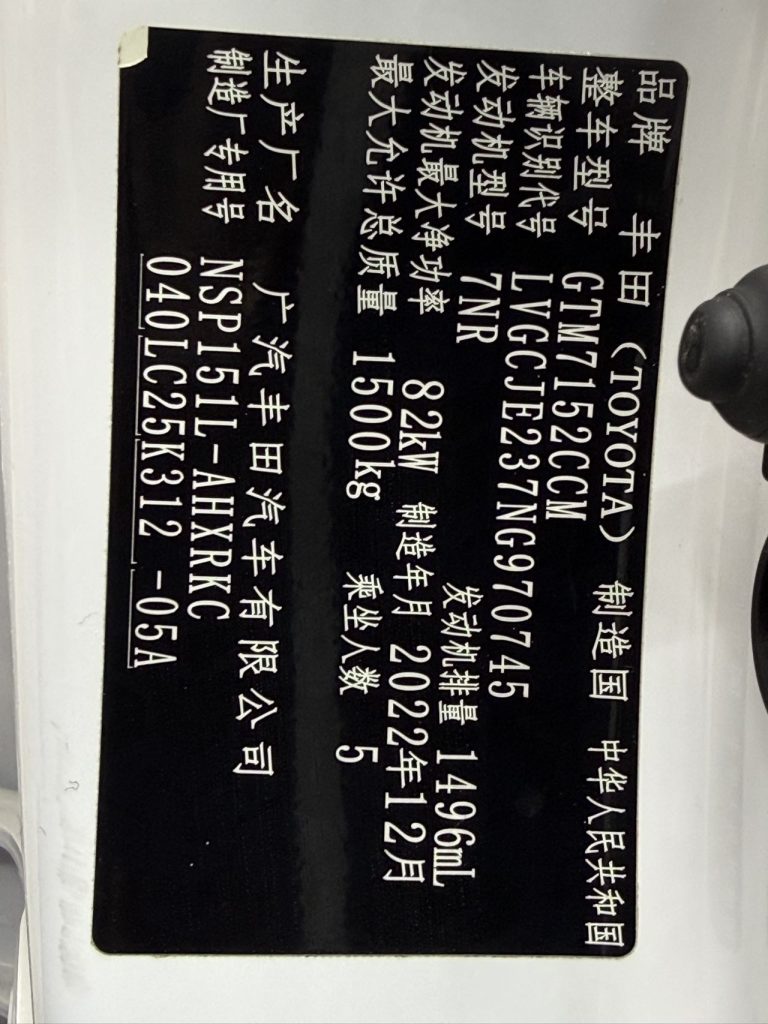 品牌 丰田（TOYOTA） 制造国 中华人民共和国
整车型号 GTM7152CCM
车辆识别代号 LVGCJE237NG970745
发动机型号 7NR 发动机排量 1496mL
发动机最大净功率 82kW 制造年月 2022年12月
最大允许总质量 1500kg 乘坐人数 5
生产厂名 广汽丰田汽车有限公司
制造厂专用号 NSP151L-AHXRKC
040LC25K312 -05A